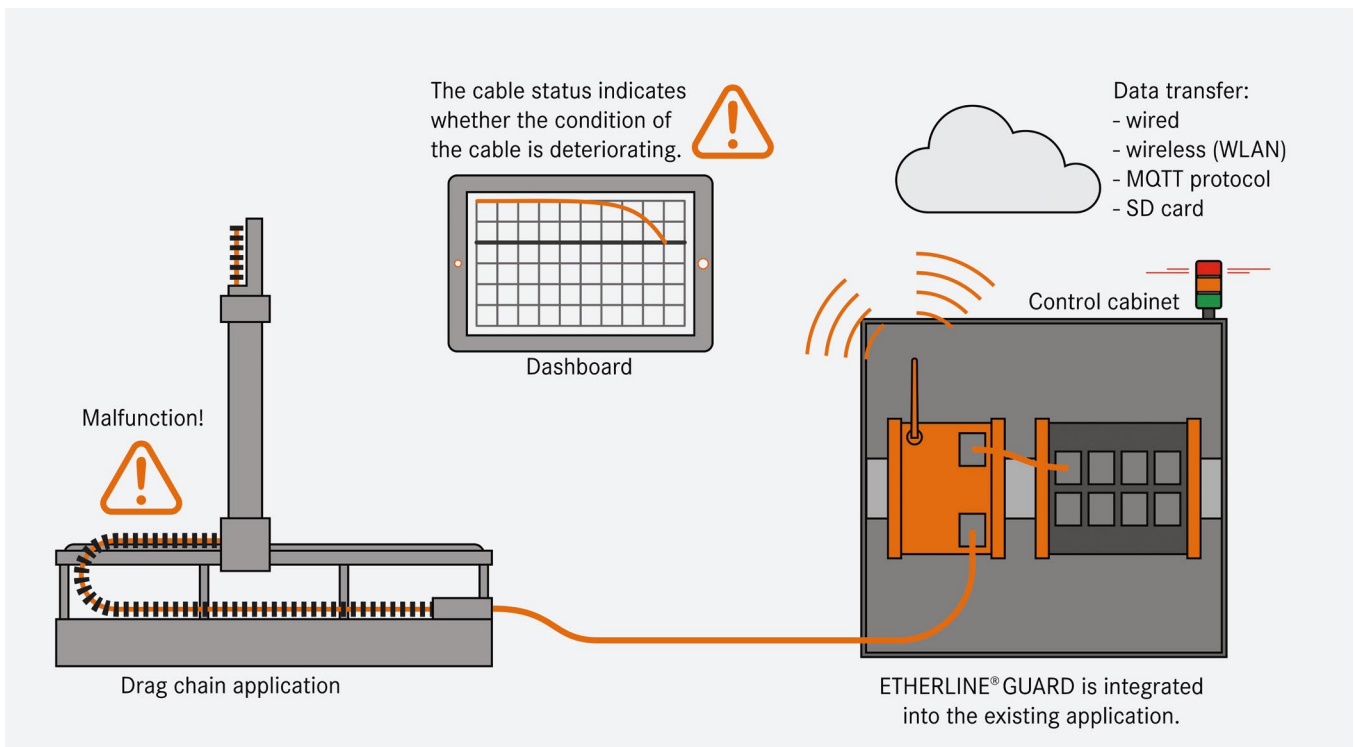 The cable status indicates
whether the condition of
the cable is deteriorating.
Data transfer:
- wired
- wireless (WLAN)
- MQTT protocol
- SD card
Control cabinet
Dashboard
Malfunction!
Drag chain application
ETHERLINE® GUARD is integrated
into the existing application.